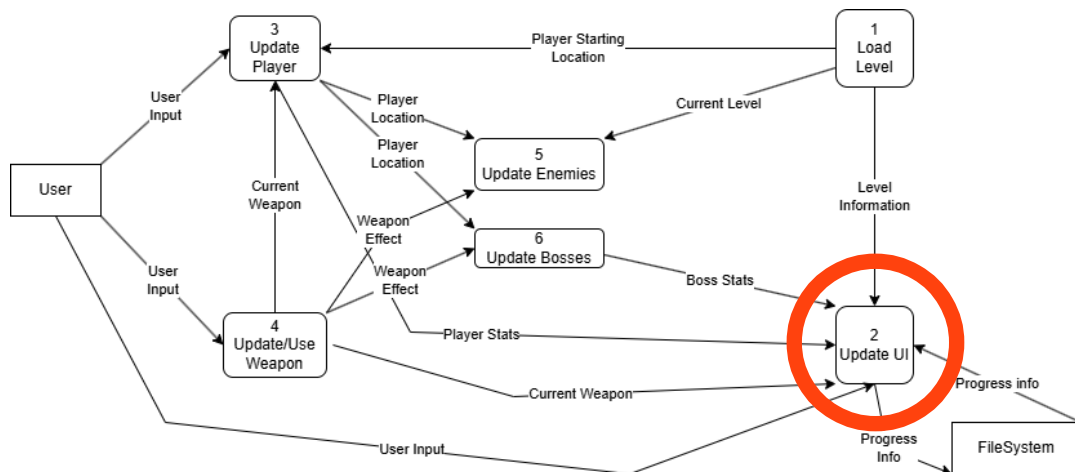 3
Update
Player
Player Starting
Location
1
Load
Level
User
Input
Player
Location
Current Level
Player
Location
5
Update Enemies
User
Current
Weapon
Level
Information
Weapon
Effect
6
Update Bosses
User
Input
Weapon
Effect
Boss Stats
4
Update/Use
Weapon
Player Stats
2
Update UI
Current Weapon
Progress info
User Input
Progress
Info
FileSystem